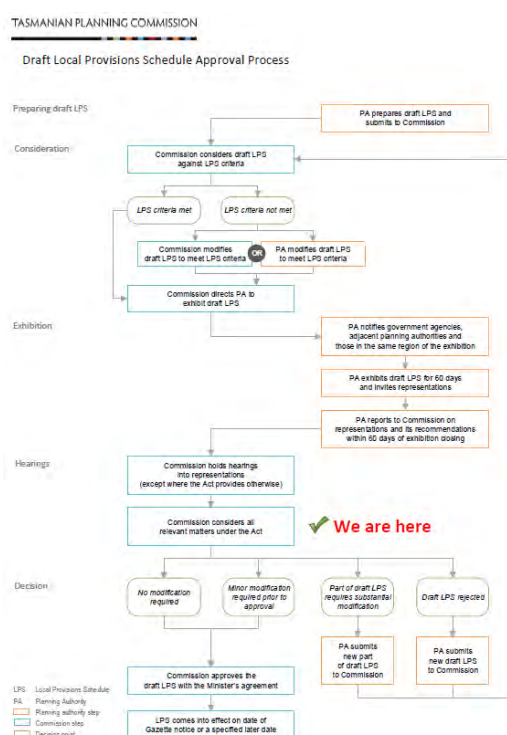 TASMANIAN PLANNING COMMISSION
Draft Local Provisions Schedule Approval Process
Preparing draft LPS
PA prepares draft LPS and
submits to Commission
Consideration
Commission considers draft LPS
against LPS criteria
LPS criteria met
LPS criteria not met
Commission modifies
draft LPS to meet LPS criteria
OR
PA modifies draft LPS
to meet LPS criteria
Commission directs PA to
exhibit draft LPS
Exhibition
PA notifies government agencies,
adjacent planning authorities and
those in the same region of the exhibition
PA exhibits draft LPS for 60 days
and invites representations
PA reports to Commission on
representations and its recommendations
within 60 days of exhibition closing
Hearings
Commission holds hearings
into representations
(except where the Act provides otherwise)
Commission considers all
relevant matters under the Act
We are here
Decision
No modification
required
Minor modification
required prior to
approval
Part of draft LPS
requires substantial
modification
Draft LPS rejected
PA submits
new part
of draft LPS
to Commission
PA submits
new draft LPS
to Commission
Commission approves the
draft LPS with the Minister's agreement
LPS comes into effect on date of
Gazette notice or a specified later date
LPS Local Provisions Schedule
PA Planning Authority
Planning authority step
Commission step
Decision point